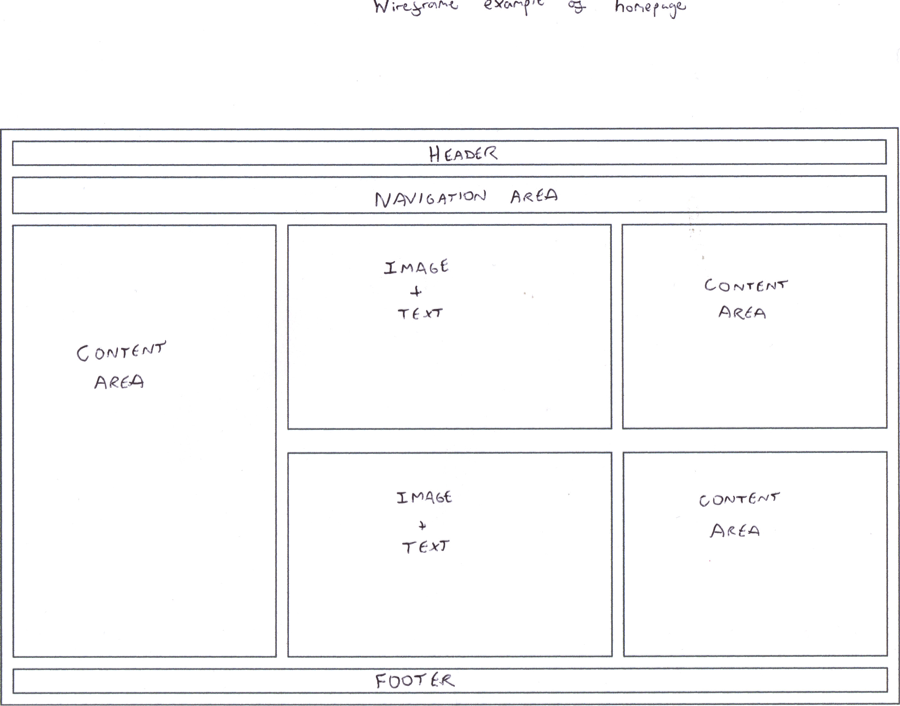 Wireframe example of homepage
HEADER
NAVIGATION AREA
CONTENT
AREA
IMAGE
+
TEXT
CONTENT
AREA
IMAGE
+
TEXT
CONTENT
AREA
FOOTER